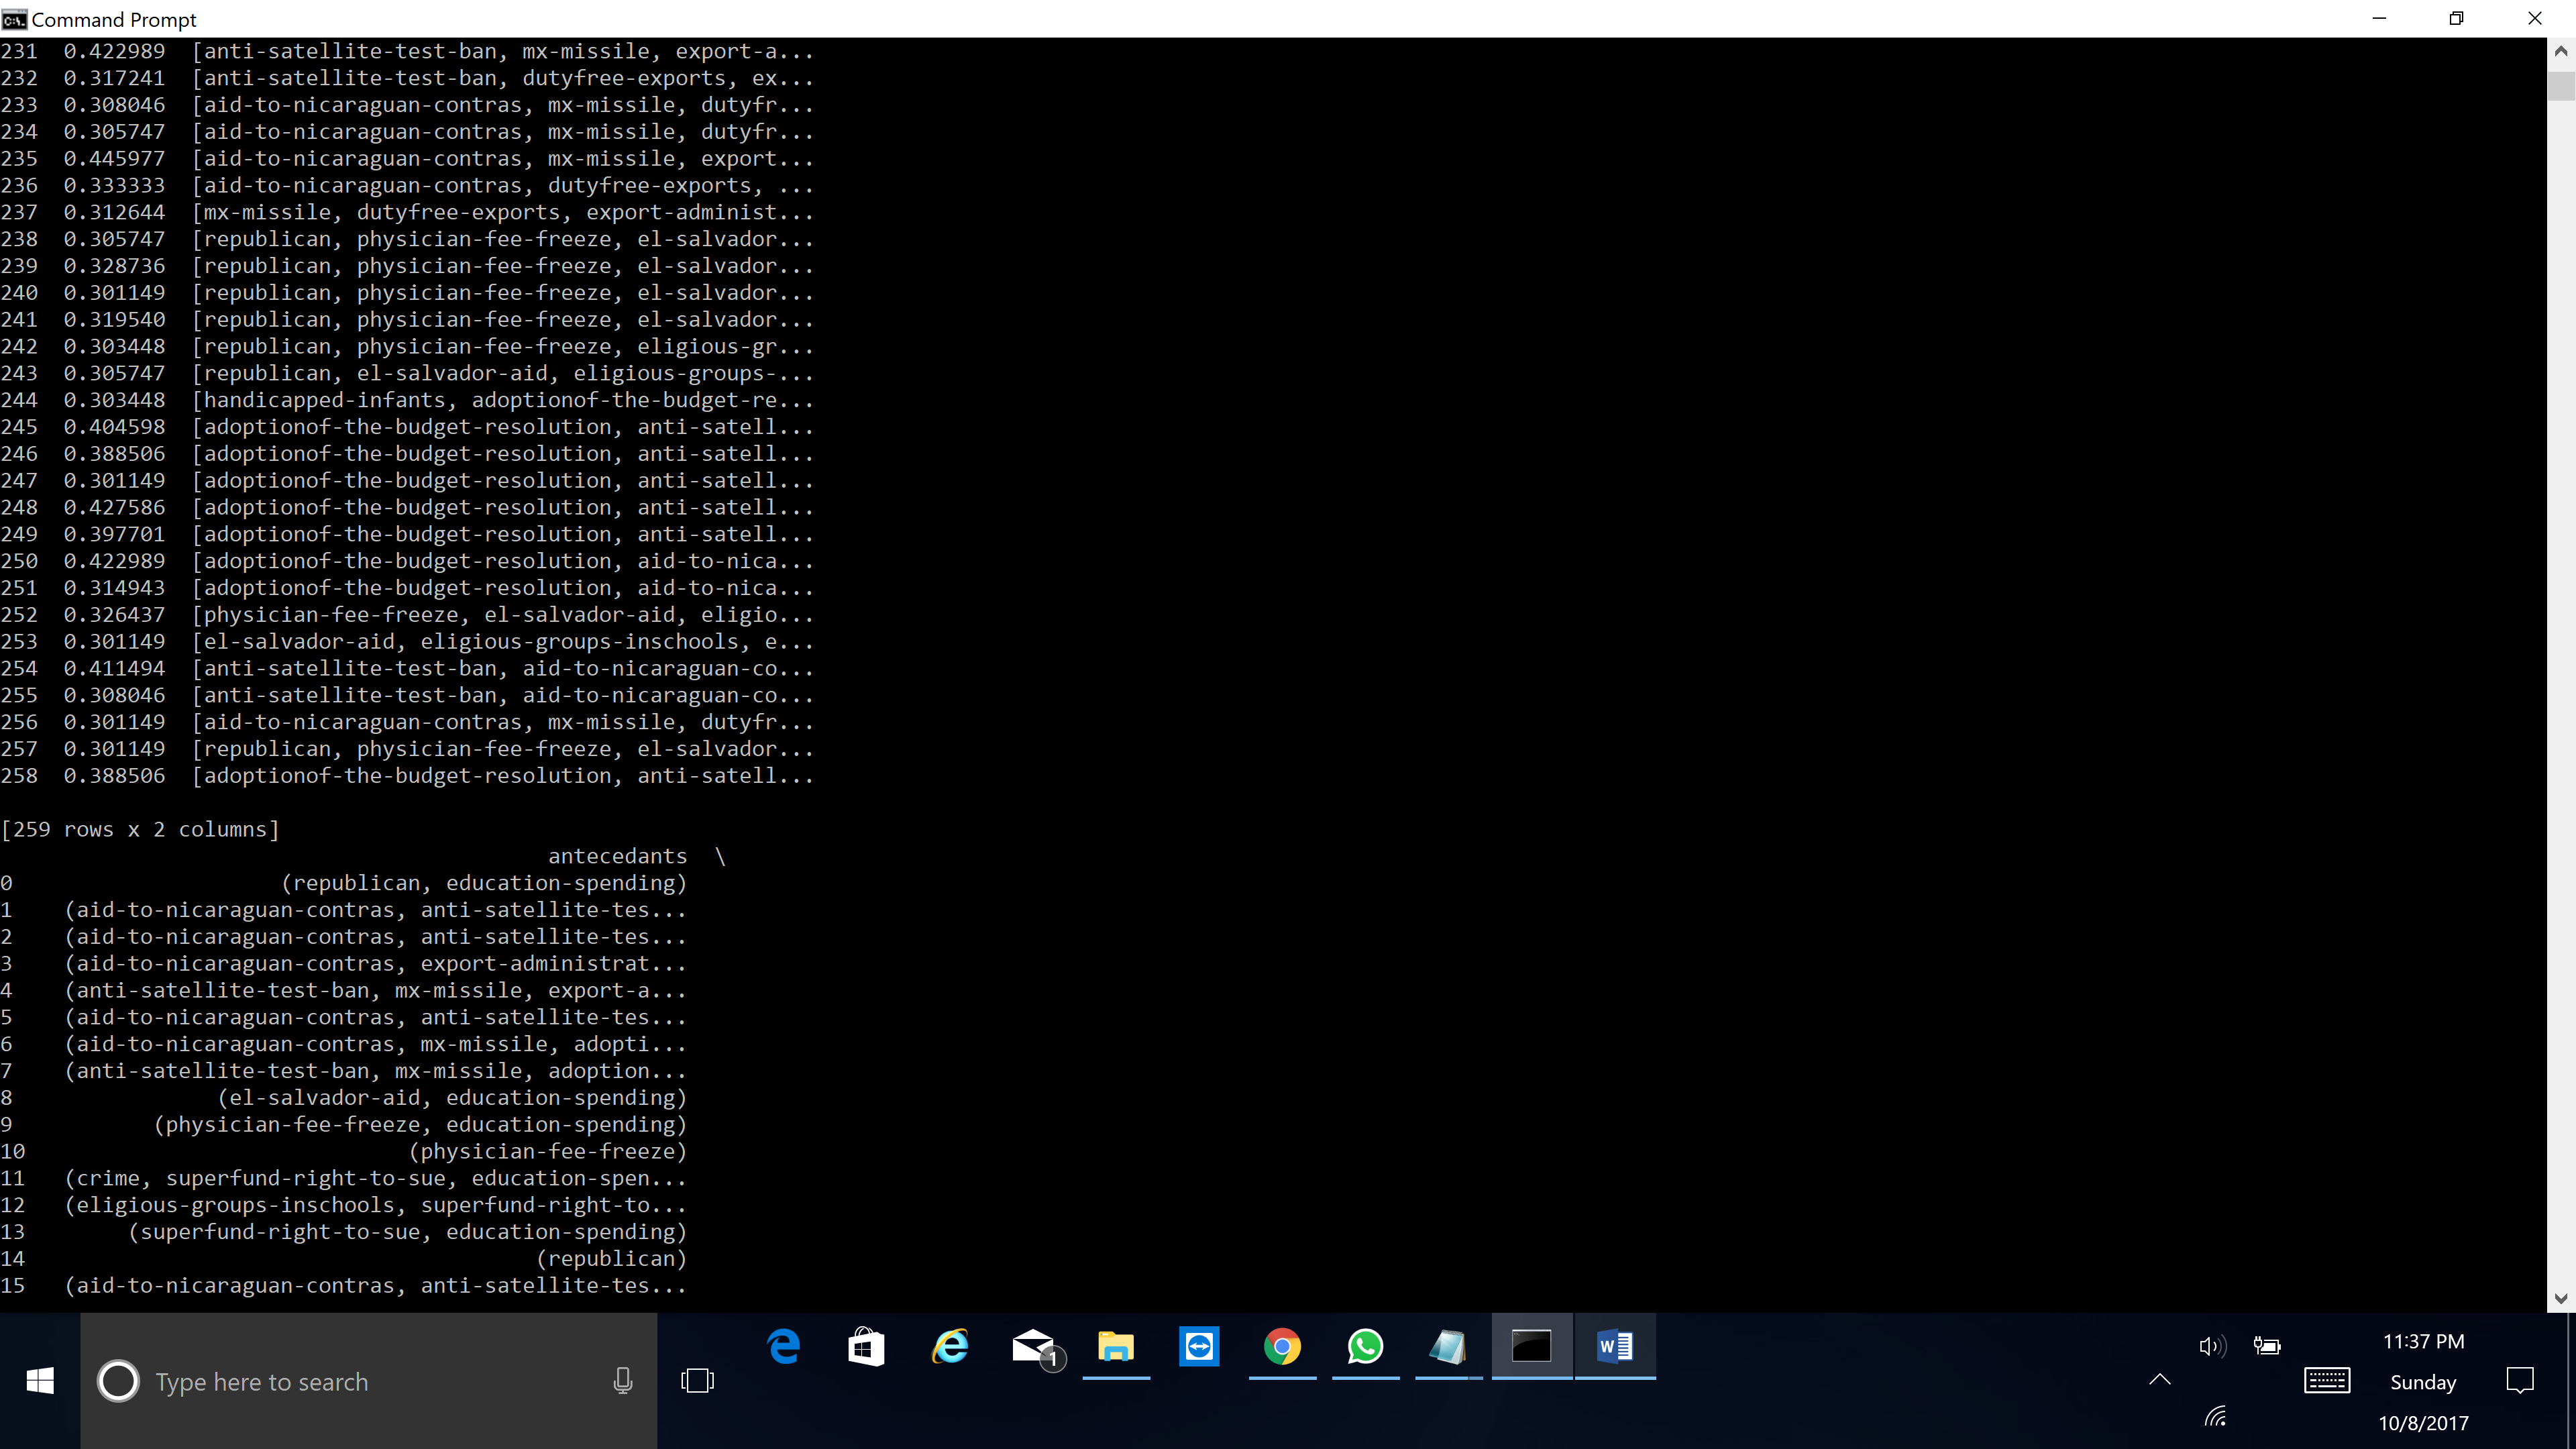 Command Prompt
231  0.422989  [anti-satellite-test-ban, mx-missile, export-a...
232  0.317241  [anti-satellite-test-ban, dutyfree-exports, ex...
233  0.308046  [aid-to-nicaraguan-contras, mx-missile, dutyfr...
234  0.305747  [aid-to-nicaraguan-contras, mx-missile, dutyfr...
235  0.445977  [aid-to-nicaraguan-contras, mx-missile, export...
236  0.333333  [aid-to-nicaraguan-contras, dutyfree-exports, ...
237  0.312644  [mx-missile, dutyfree-exports, export-administ...
238  0.305747  [republican, physician-fee-freeze, el-salvador...
239  0.328736  [republican, physician-fee-freeze, el-salvador...
240  0.301149  [republican, physician-fee-freeze, el-salvador...
241  0.319540  [republican, physician-fee-freeze, el-salvador...
242  0.303448  [republican, physician-fee-freeze, eligious-gr...
243  0.305747  [republican, el-salvador-aid, eligious-groups-...
244  0.303448  [handicapped-infants, adoptionof-the-budget-re...
245  0.404598  [adoptionof-the-budget-resolution, anti-satell...
246  0.388506  [adoptionof-the-budget-resolution, anti-satell...
247  0.301149  [adoptionof-the-budget-resolution, anti-satell...
248  0.427586  [adoptionof-the-budget-resolution, anti-satell...
249  0.397701  [adoptionof-the-budget-resolution, anti-satell...
250  0.422989  [adoptionof-the-budget-resolution, aid-to-nica...
251  0.314943  [adoptionof-the-budget-resolution, aid-to-nica...
252  0.326437  [physician-fee-freeze, el-salvador-aid, eligio...
253  0.301149  [el-salvador-aid, eligious-groups-inschools, e...
254  0.411494  [anti-satellite-test-ban, aid-to-nicaraguan-co...
255  0.308046  [anti-satellite-test-ban, aid-to-nicaraguan-co...
256  0.301149  [aid-to-nicaraguan-contras, mx-missile, dutyfr...
257  0.301149  [republican, physician-fee-freeze, el-salvador...
258  0.388506  [adoptionof-the-budget-resolution, anti-satell...
[259 rows x 2 columns]
antecedants  \
0  (republican, education-spending)
1  (aid-to-nicaraguan-contras, anti-satellite-tes...
2  (aid-to-nicaraguan-contras, anti-satellite-tes...
3  (aid-to-nicaraguan-contras, export-administrat...
4  (anti-satellite-test-ban, mx-missile, export-a...
5  (aid-to-nicaraguan-contras, anti-satellite-tes...
6  (aid-to-nicaraguan-contras, mx-missile, adopti...
7  (anti-satellite-test-ban, mx-missile, adoption...
8  (el-salvador-aid, education-spending)
9  (physician-fee-freeze, education-spending)
10  (physician-fee-freeze)
11  (crime, superfund-right-to-sue, education-spen...
12  (eligious-groups-inschools, superfund-right-to...
13  (superfund-right-to-sue, education-spending)
14  (republican)
15  (aid-to-nicaraguan-contras, anti-satellite-tes...
Type here to search
1
11:37 PM
Sunday
10/8/2017